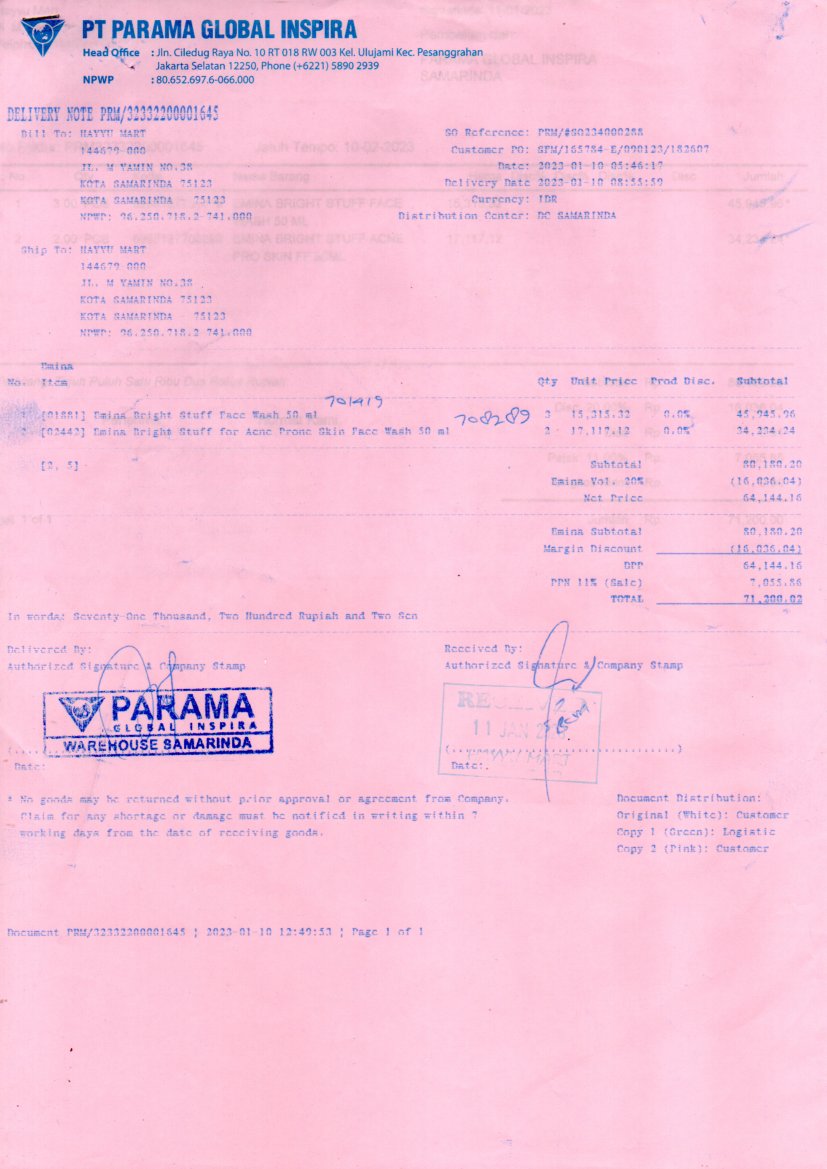 PT PARAMA GLOBAL INSPIRA
Head Office : Jln. Ciledug Raya No. 10 RT 018 RW 003 Kel. Ulujami Kec. Pesanggrahan
Jakarta Selatan 12250, Phone (+6221) 5890 2939
NPWP : 80.652.697.6-066.000
DELIVERY NOTE PRM/32332200001645
Bill To: HAYYU MART
144679-000
JL. M YAMIN NO.38
KOTA SAMARINDA 75123
KOTA SAMARINDA - 75123
NPWP: 96.250.718.2-741.000
SO Reference: PRM/#SO234000288
Customer PO: SFM/165784-E/090123/182607
Date: 2023-01-10 05:46:17
Delivery Date 2023-01-10 08:55:59
Currency: IDR
Distribution Center: DC SAMARINDA
Ship To: HAYYU MART
144679-000
JL. M YAMIN NO.38
KOTA SAMARINDA 75123
KOTA SAMARINDA - 75123
NPWP: 96.250.718.2-741.000
Emina
No. Item Qty Unit Price Prod Disc. Subtotal
701419
1 [01881] Emina Bright Stuff Face Wash 50 ml 3 15,315.32 0.0% 45,945.96
708289
2 [02442] Emina Bright Stuff for Acne Prone Skin Face Wash 50 ml 2 17,117.12 0.0% 34,234.24
[2, 5] Subtotal 80,180.20
Emina Vol. 20% (16,036.04)
Net Price 64,144.16
Emina Subtotal 80,180.20
Margin Discount (16,036.04)
DPP 64,144.16
PPN 11% (Sale) 7,055.86
TOTAL 71,200.02
In words: Seventy-One Thousand, Two Hundred Rupiah and Two Sen
Delivered By:
Authorized Signature & Company Stamp
Received By:
Authorized Signature & Company Stamp
PARAMA
GLOBAL INSPIRA
WAREHOUSE SAMARINDA
11 JAN
Date:
Date:
* No goods may be returned without prior approval or agreement from Company.
Claim for any shortage or damage must be notified in writing within 7
working days from the date of receiving goods.
Document Distribution:
Original (White): Customer
Copy 1 (Green): Logistic
Copy 2 (Pink): Customer
Document PRM/32332200001645 | 2023-01-10 12:49:53 | Page 1 of 1